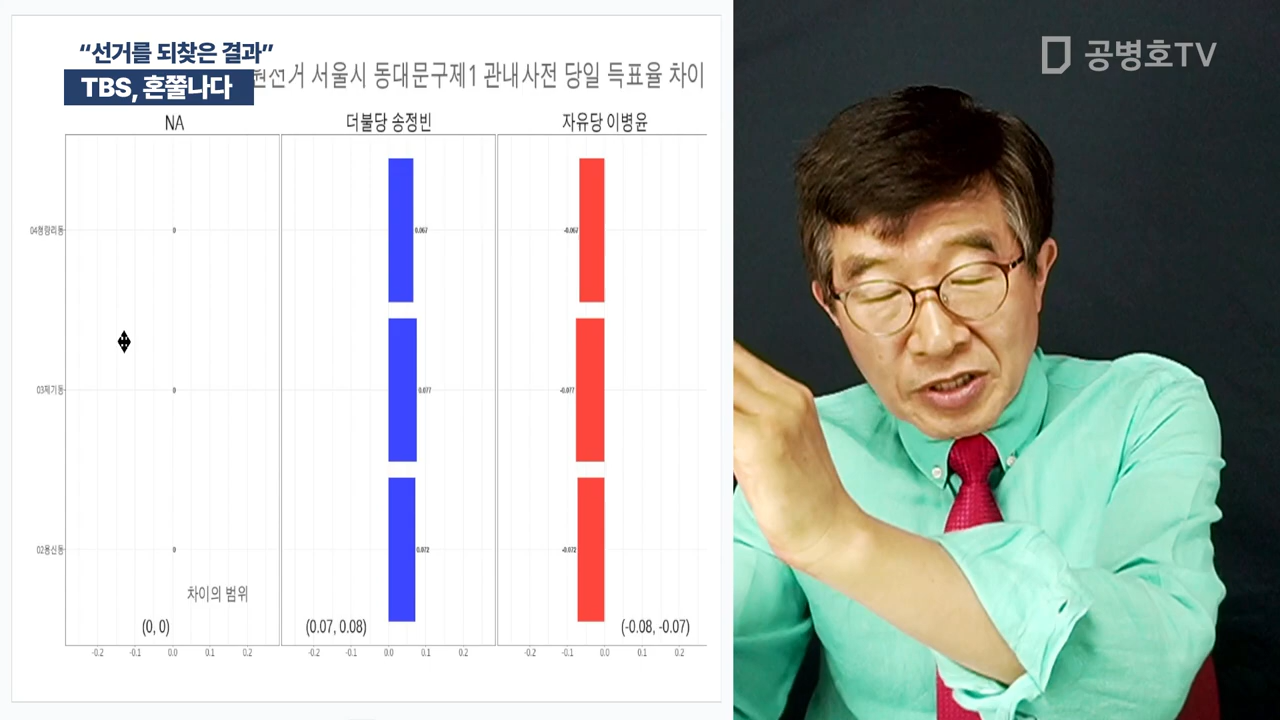 “선거를 되찾은 결과”
TBS, 혼쭐나다
원선거 서울시 동대문구제1 관내사전 당일 득표율 차이
공병호TV
NA
더불당 송정빈
자유당 이병윤
04청량리동
0
0.067
-0.067
03제기동
0
0.077
-0.077
02용신동
0
0.072
-0.072
차이의 범위
(0, 0)
(0.07, 0.08)
(-0.08, -0.07)
-0.2 -0.1 0.0 0.1 0.2
-0.2 -0.1 0.0 0.1 0.2
-0.2 -0.1 0.0 0.1 0.2